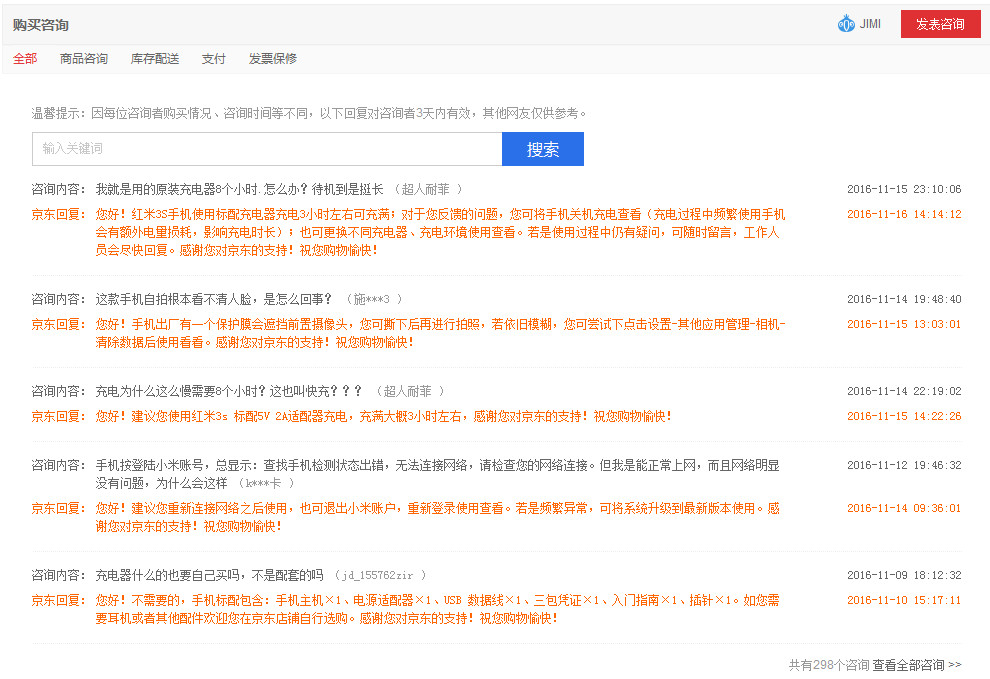 购买咨询 JIMI 发表咨询
全部 商品咨询 库存配送 支付 发票保修
温馨提示：因每位咨询者购买情况、咨询时间等不同，以下回复对咨询者3天内有效，其他网友仅供参考。
输入关键词 搜索
咨询内容： 我就是用的原装充电器8个小时.怎么办？待机到是挺长 （超人耐菲 ） 2016-11-15 23:10:06
京东回复： 您好！红米3S手机使用标配充电器充电3小时左右可充满；对于您反馈的问题，您可将手机关机充电查看（充电过程中频繁使用手机 2016-11-16 14:14:12
会有额外电量损耗，影响充电时长）；也可更换不同充电器、充电环境使用查看。若是使用过程中仍有疑问，可随时留言，工作人
员会尽快回复。感谢您对京东的支持！祝您购物愉快！
咨询内容： 这款手机自拍根本看不清人脸，是怎么回事？ （施***3 ） 2016-11-14 19:48:40
京东回复： 您好！手机出厂有一个保护膜会遮挡前置摄像头，您可撕下后再进行拍照，若依旧模糊，您可尝试下点击设置-其他应用管理-相机- 2016-11-15 13:03:01
清除数据后使用看看。感谢您对京东的支持！祝您购物愉快！
咨询内容： 充电为什么这么慢需要8个小时？这也叫快充？？？ （超人耐菲 ） 2016-11-14 22:19:02
京东回复： 您好！建议您使用红米3s 标配5V 2A适配器充电，充满大概3小时左右，感谢您对京东的支持！祝您购物愉快！ 2016-11-15 14:22:26
咨询内容： 手机按登陆小米账号，总显示：查找手机检测状态出错，无法连接网络，请检查您的网络连接。但我是能正常上网，而且网络明显 2016-11-12 19:46:32
没有问题，为什么会这样 （k***卡 ）
京东回复： 您好！建议您重新连接网络之后使用，也可退出小米账户，重新登录使用查看。若是频繁异常，可将系统升级到最新版本使用。感 2016-11-14 09:36:01
谢您对京东的支持！祝您购物愉快！
咨询内容： 充电器什么的也要自己买吗，不是配套的吗 （jd_155762zir ） 2016-11-09 18:12:32
京东回复： 您好！不需要的，手机标配包含：手机主机×1、电源适配器×1、USB 数据线×1、三包凭证×1、入门指南×1、插针×1。如您需 2016-11-10 15:17:11
要耳机或者其他配件欢迎您在京东店铺自行选购。感谢您对京东的支持！祝您购物愉快！
共有298个咨询 查看全部咨询 >>